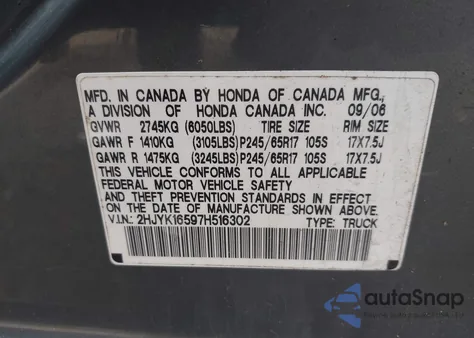 MFD. IN CANADA BY HONDA OF CANADA MFG.,
A DIVISION OF HONDA CANADA INC. 09/06
GVWR 2745KG (6050LBS) TIRE SIZE RIM SIZE
GAWR F 1410KG (3105LBS)P245/65R17 105S 17X7.5J
GAWR R 1475KG (3245LBS)P245/65R17 105S 17X7.5J
THIS VEHICLE CONFORMS TO ALL APPLICABLE
FEDERAL MOTOR VEHICLE SAFETY
STANDARDS IN EFFECT ON THE
DATE OF MANUFACTURE SHOWN ABOVE.
V.I.N.: 2HJYK16597H516302 TYPE: TRUCK
autoSnap